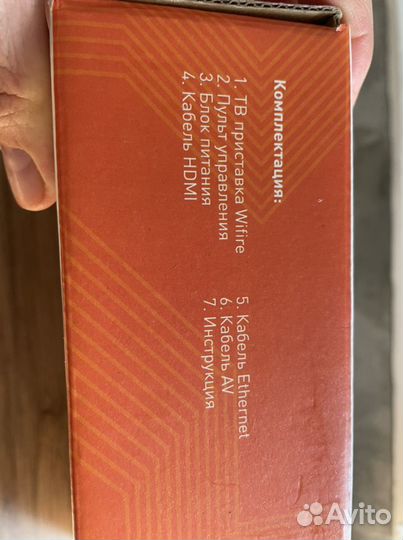 Комплектация:
1. ТВ приставка Wifire
2. Пульт управления
3. Блок питания
4. Кабель HDMI
5. Кабель Ethernet
6. Кабель AV
7. Инструкция
Avito